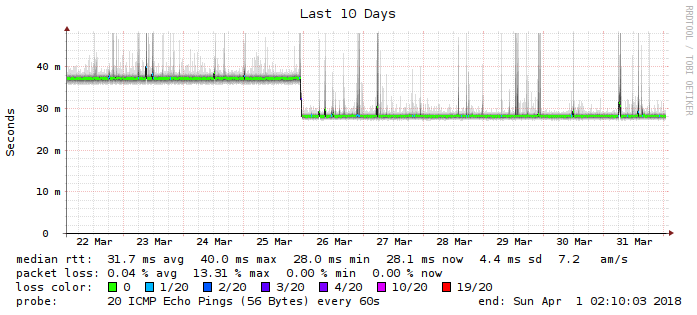 Last 10 Days
RRDTOOL / TOBI OETIKER
Seconds
40 m
30 m
20 m
10 m
0
22 Mar 23 Mar 24 Mar 25 Mar 26 Mar 27 Mar 28 Mar 29 Mar 30 Mar 31 Mar
median rtt: 31.7 ms avg 40.0 ms max 28.0 ms min 28.1 ms now 4.4 ms sd 7.2 am/s
packet loss: 0.04 % avg 13.31 % max 0.00 % min 0.00 % now
loss color: 0 1/20 2/20 3/20 4/20 10/20 19/20
probe: 20 ICMP Echo Pings (56 Bytes) every 60s end: Sun Apr 1 02:10:03 2018